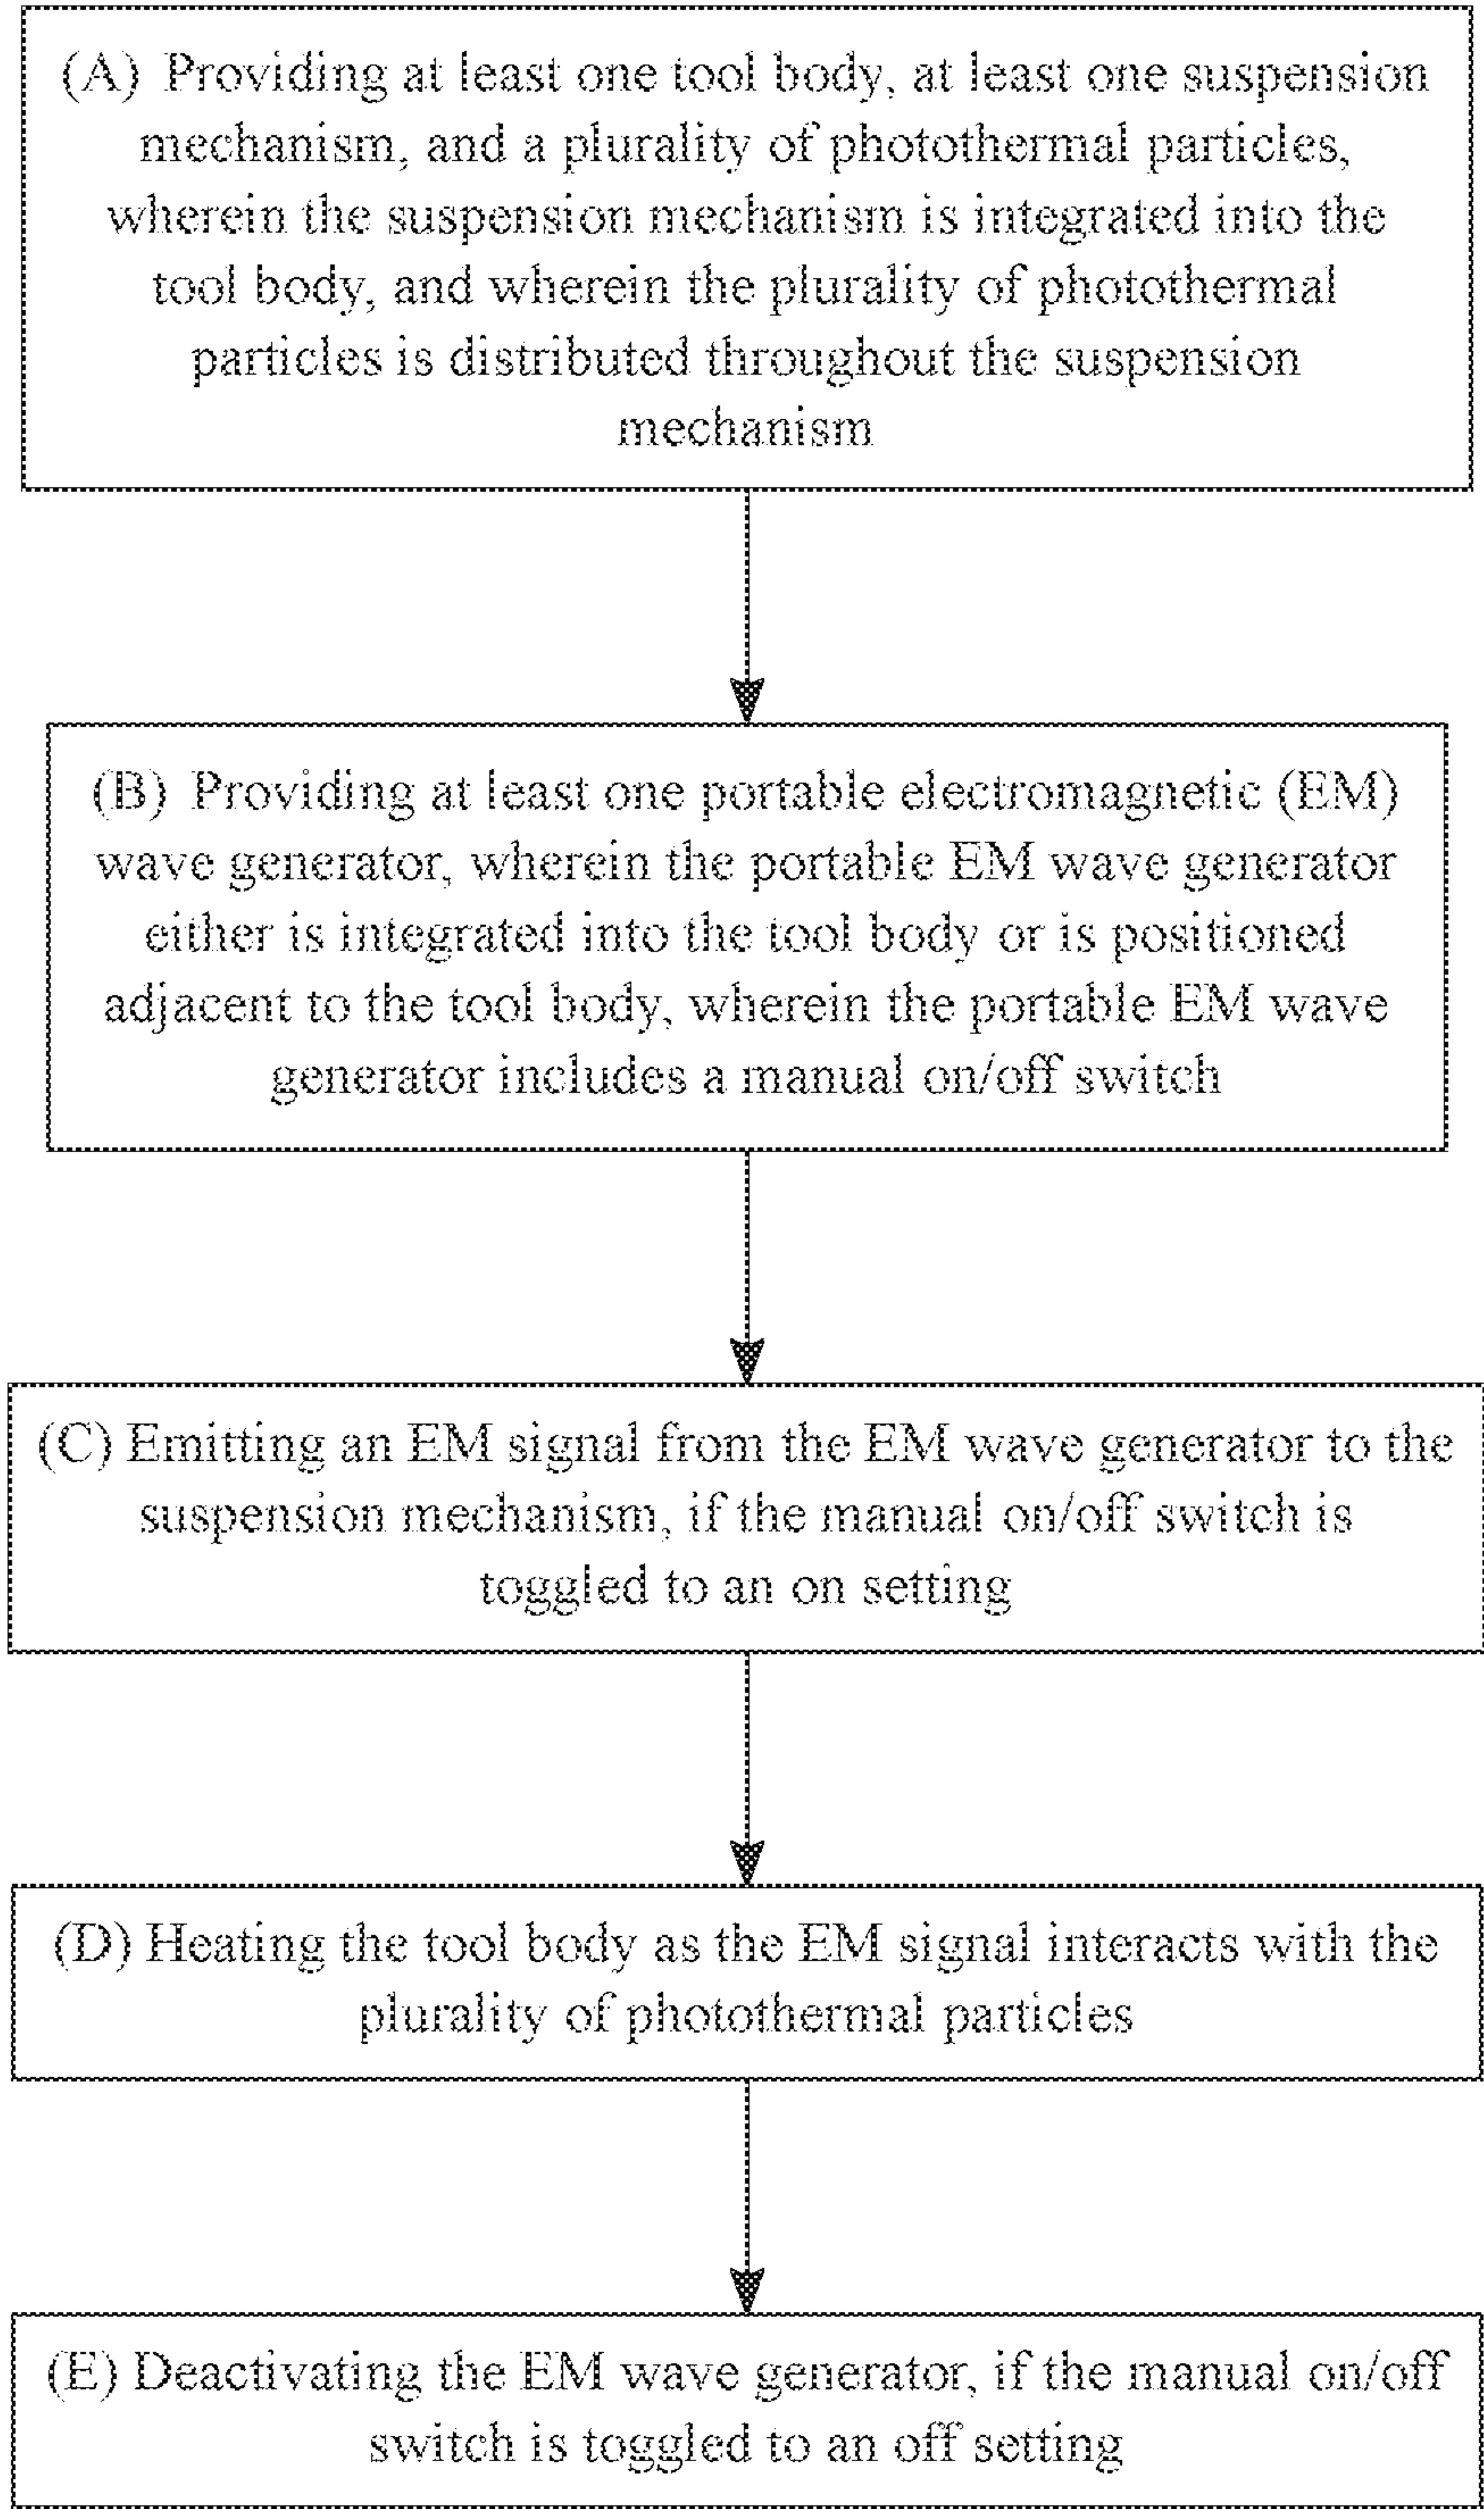 (A) Providing at least one tool body, at least one suspension
mechanism, and a plurality of photothermal particles,
wherein the suspension mechanism is integrated into the
tool body, and wherein the plurality of photothermal
particles is distributed throughout the suspension
mechanism
(B) Providing at least one portable electromagnetic (EM)
wave generator, wherein the portable EM wave generator
either is integrated into the tool body or is positioned
adjacent to the tool body, wherein the portable EM wave
generator includes a manual on/off switch
(C) Emitting an EM signal from the EM wave generator to the
suspension mechanism, if the manual on/off switch is
toggled to an on setting
(D) Heating the tool body as the EM signal interacts with the
plurality of photothermal particles
(E) Deactivating the EM wave generator, if the manual on/off
switch is toggled to an off setting